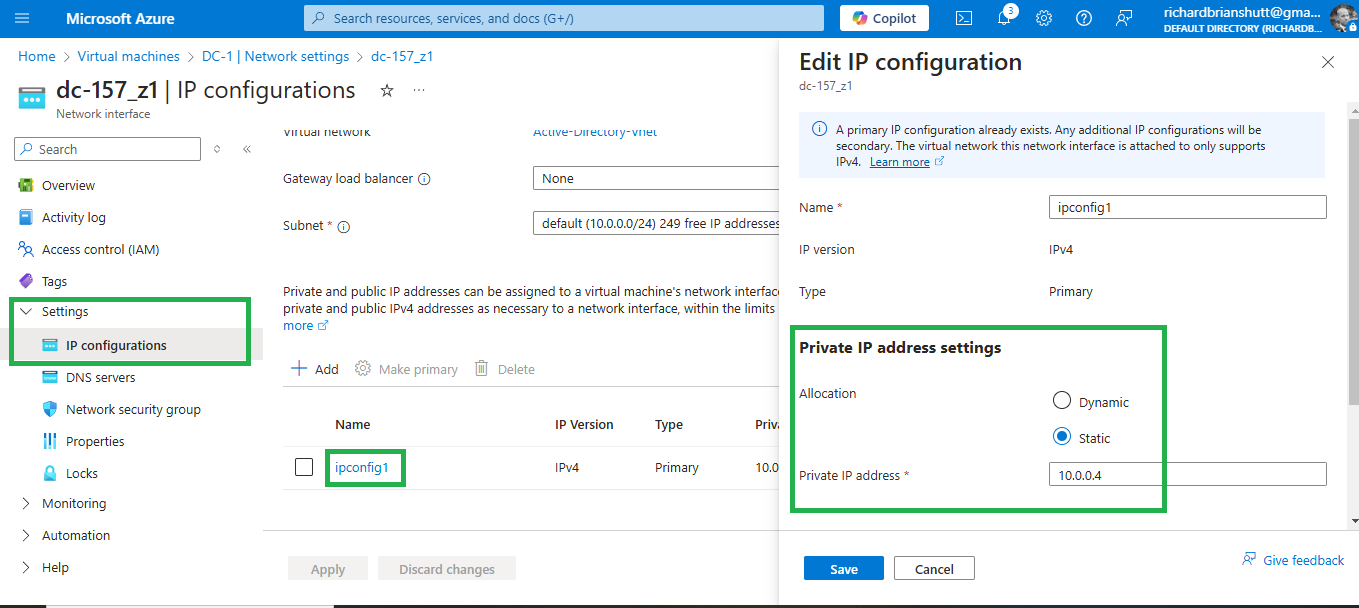 Microsoft Azure
Search resources, services, and docs (G+/)
Copilot
3
richardbrianshutt@gma...
DEFAULT DIRECTORY (RICHARDB...
Home > Virtual machines > DC-1 | Network settings > dc-157_z1
dc-157_z1 | IP configurations
Network interface
Search
Overview
Activity log
Access control (IAM)
Tags
Settings
IP configurations
DNS servers
Network security group
Properties
Locks
Monitoring
Automation
Help
Virtual network
Active-Directory-Vnet
Gateway load balancer
None
Subnet *
default (10.0.0.0/24) 249 free IP addresses
Private and public IP addresses can be assigned to a virtual machine's network interface
private and public IPv4 addresses as necessary to a network interface, within the limits
more
Add
Make primary
Delete
Name
IP Version
Type
Priva
ipconfig1
IPv4
Primary
10.0
Apply
Discard changes
Edit IP configuration
dc-157_z1
A primary IP configuration already exists. Any additional IP configurations will be
secondary. The virtual network this network interface is attached to only supports
IPv4. Learn more
Name *
ipconfig1
IP version
IPv4
Type
Primary
Private IP address settings
Allocation
Dynamic
Static
Private IP address *
10.0.0.4
Save
Cancel
Give feedback